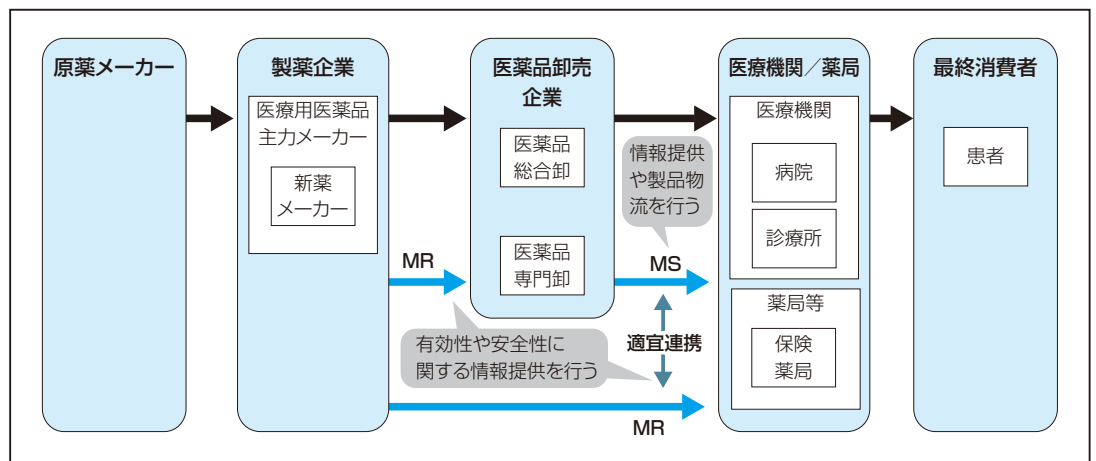 原薬メーカー
製薬企業
医療用医薬品
主力メーカー
新薬
メーカー
医薬品卸売
企業
医薬品
総合卸
医薬品
専門卸
MR
有効性や安全性に
関する情報提供を行う
情報提供
や製品物
流を行う
MS
適宜連携
MR
医療機関／薬局
医療機関
病院
診療所
薬局等
保険
薬局
最終消費者
患者